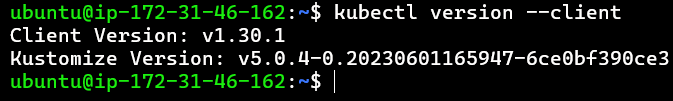 ubuntu@ip-172-31-46-162:~$ kubectl version --client
Client Version: v1.30.1
Kustomize Version: v5.0.4-0.20230601165947-6ce0bf390ce3
ubuntu@ip-172-31-46-162:~$